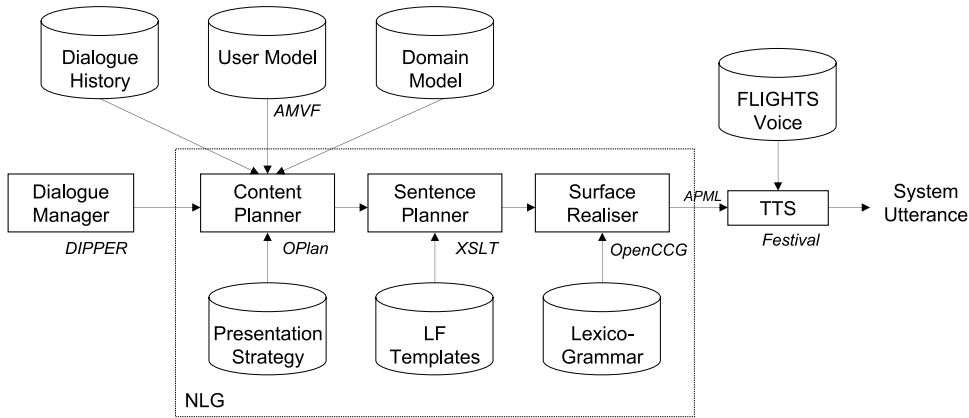 Dialogue
History
User Model
Domain
Model
AMVF
FLIGHTS
Voice
Dialogue
Manager
DIPPER
Content
Planner
OPlan
Sentence
Planner
XSLT
Surface
Realiser
OpenCCG
APML
TTS
Festival
System
Utterance
Presentation
Strategy
LF
Templates
Lexico-
Grammar
NLG